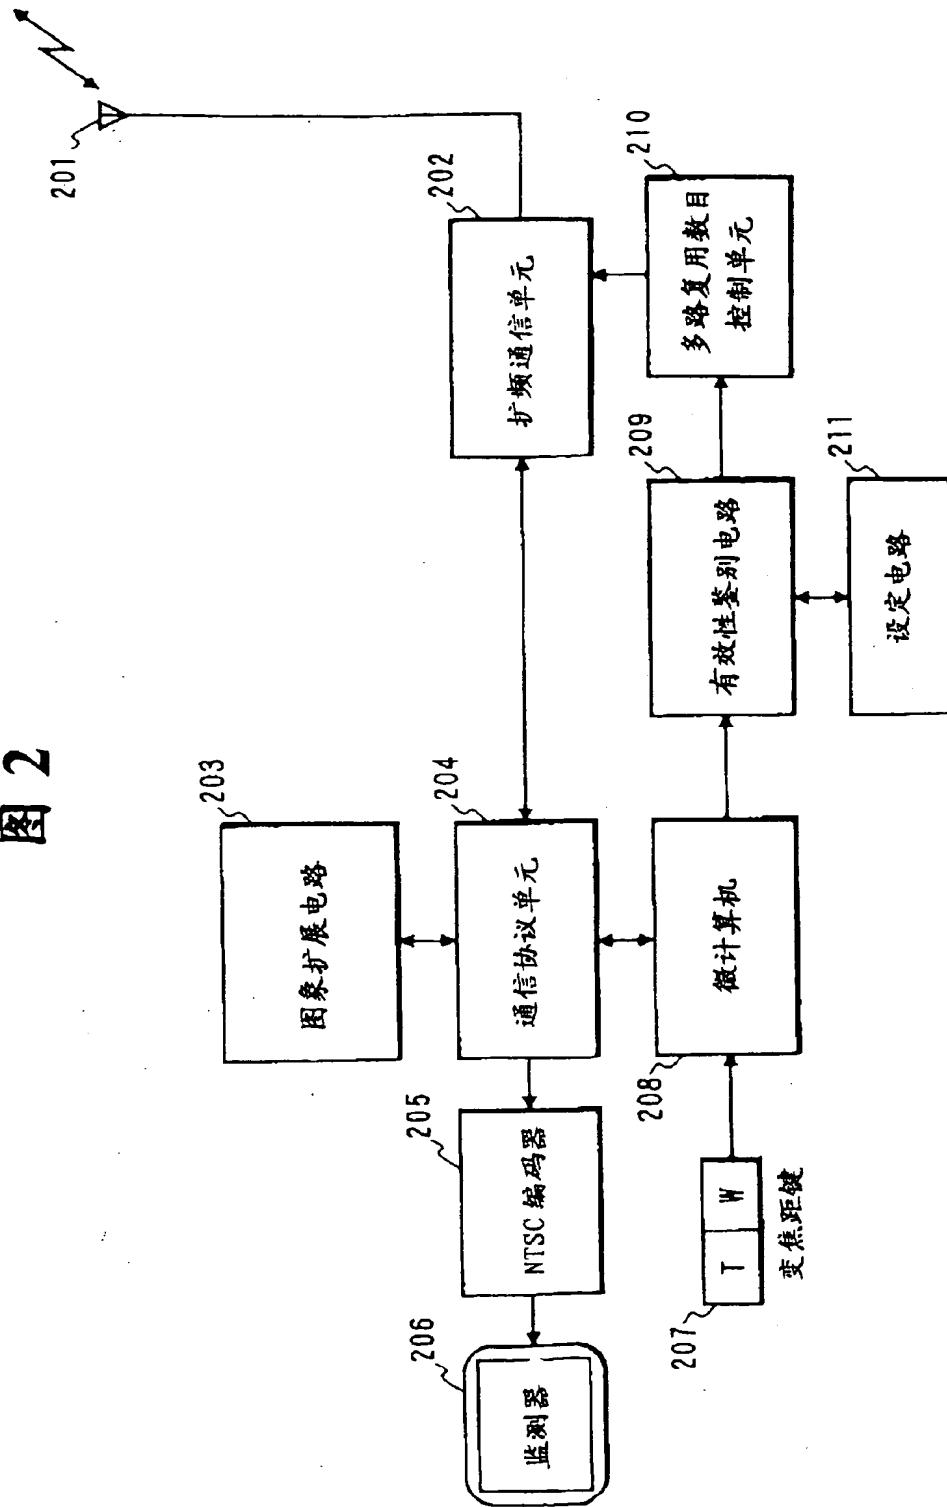 图 2
201
202
扩频通信单元
203
图象扩展电路
204
通信协议单元
205
NTSC 编码器
206
监测器
207
T W
变焦距键
208
微计算机
209
有效性鉴别电路
210
多路复用数目
控制单元
211
设定电路